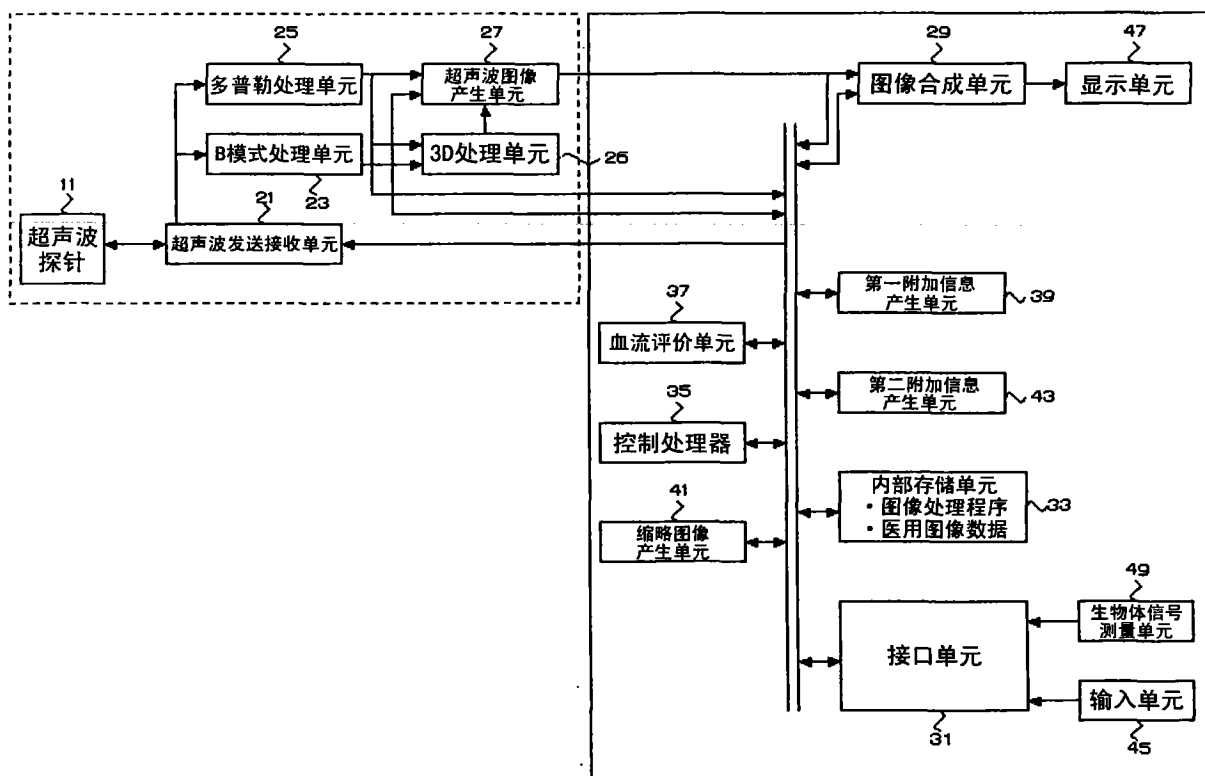 25
多普勒处理单元
27
超声波图像
产生单元
29
图像合成单元
47
显示单元
B模式处理单元
23
3D处理单元
26
11
超声波
探针
21
超声波发送接收单元
第一附加信息
产生单元
39
37
血流评价单元
第二附加信息
产生单元
43
35
控制处理器
内部存储单元
·图像处理程序
·医用图像数据
33
41
缩略图像
产生单元
49
生物体信号
测量单元
接口单元
31
输入单元
45